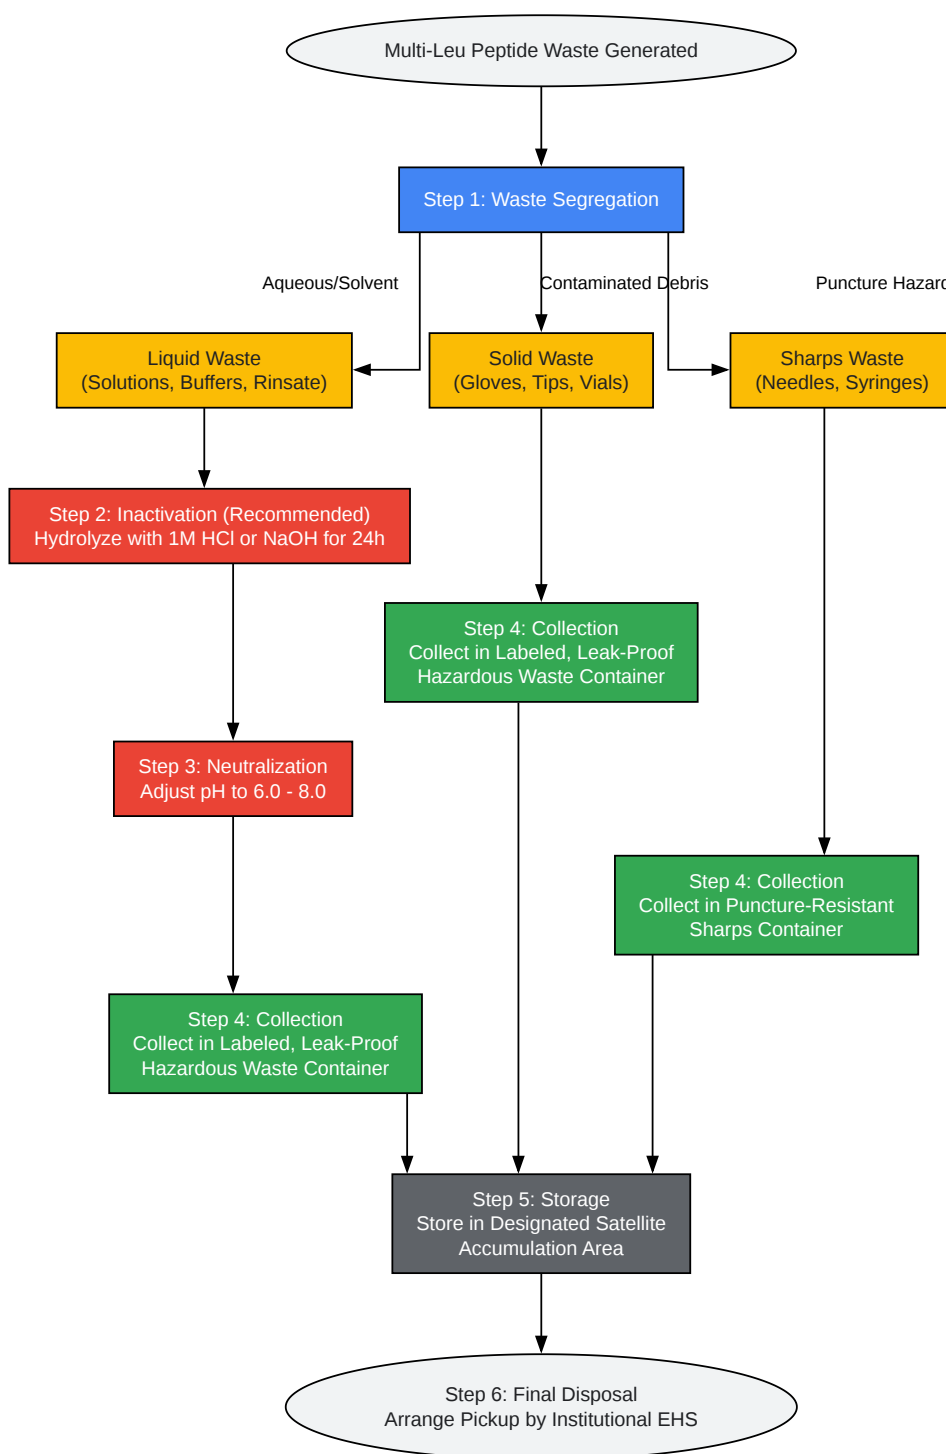 Multi-Leu Peptide Waste Generated
Step 1: Waste Segregation
Aqueous/Solvent
Contaminated Debris
Puncture Hazard
Liquid Waste
(Solutions, Buffers, Rinsate)
Solid Waste
(Gloves, Tips, Vials)
Sharps Waste
(Needles, Syringes)
Step 2: Inactivation (Recommended)
Hydrolyze with 1M HCl or NaOH for 24h
Step 4: Collection
Collect in Labeled, Leak-Proof
Hazardous Waste Container
Step 3: Neutralization
Adjust pH to 6.0 - 8.0
Step 4: Collection
Collect in Puncture-Resistant
Sharps Container
Step 4: Collection
Collect in Labeled, Leak-Proof
Hazardous Waste Container
Step 5: Storage
Store in Designated Satellite
Accumulation Area
Step 6: Final Disposal
Arrange Pickup by Institutional EHS